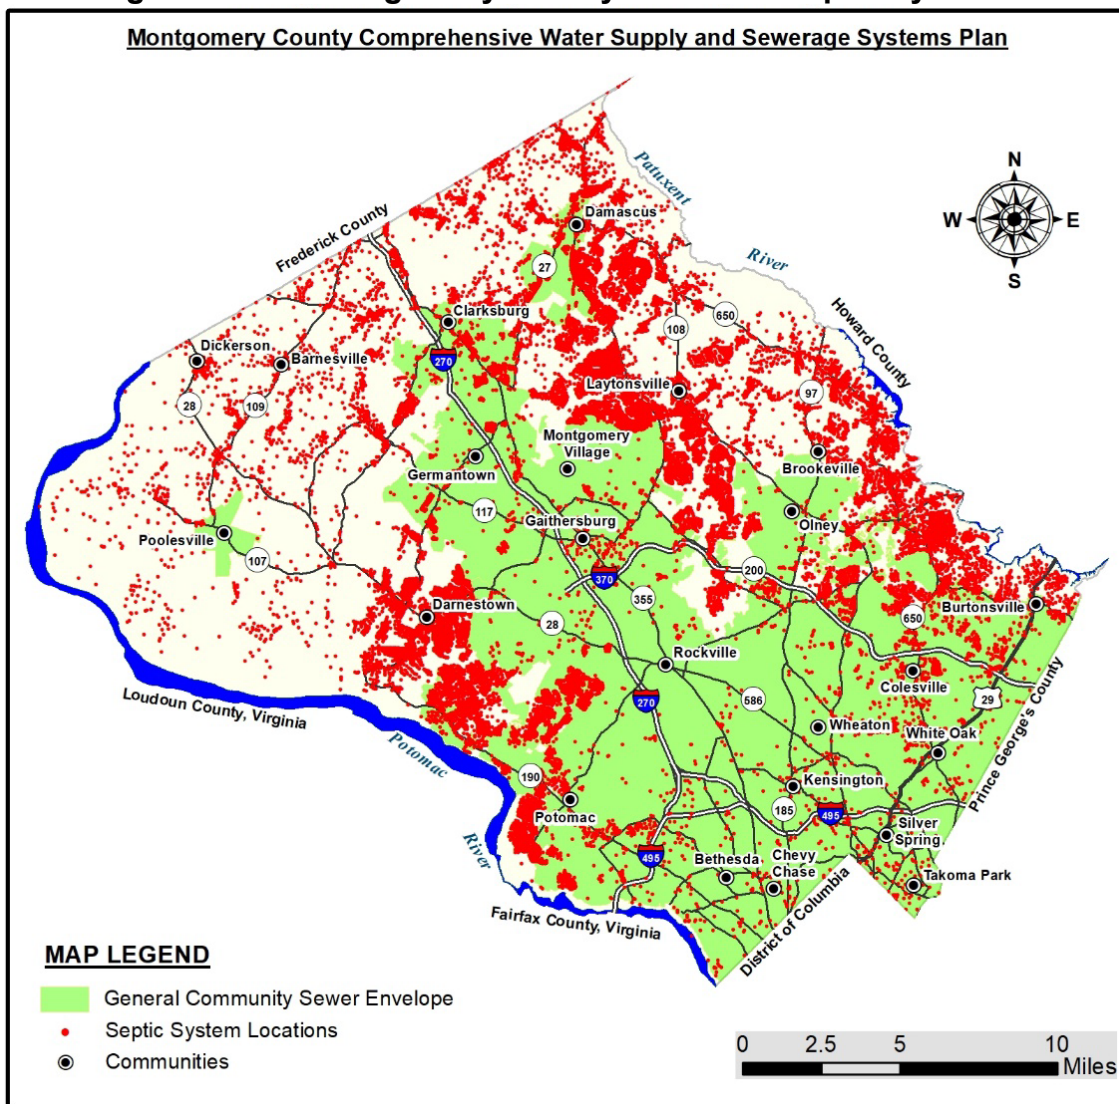 Montgomery County Comprehensive Water Supply and Sewerage Systems Plan
Patuxent
River
N
W
E
S
Frederick County
Damascus
27
Howard County
Clarksburg
650
108
Dickerson
Barnesville
270
28
109
Laytonsville
97
Montgomery
Village
Germantown
Brookeville
117
Gaithersburg
Olney
Poolesville
107
370
200
355
Darnestown
28
650
Burtonsville
Rockville
Colesville
270
586
29
Loudoun County, Virginia
Wheaton
White Oak
Prince George's County
Potomac
River
190
Potomac
Kensington
185
495
Silver
Spring
495
Bethesda
Chevy
Chase
Takoma Park
Fairfax County, Virginia
District of Columbia
MAP LEGEND
General Community Sewer Envelope
Septic System Locations
Communities
0 2.5 5 10
Miles